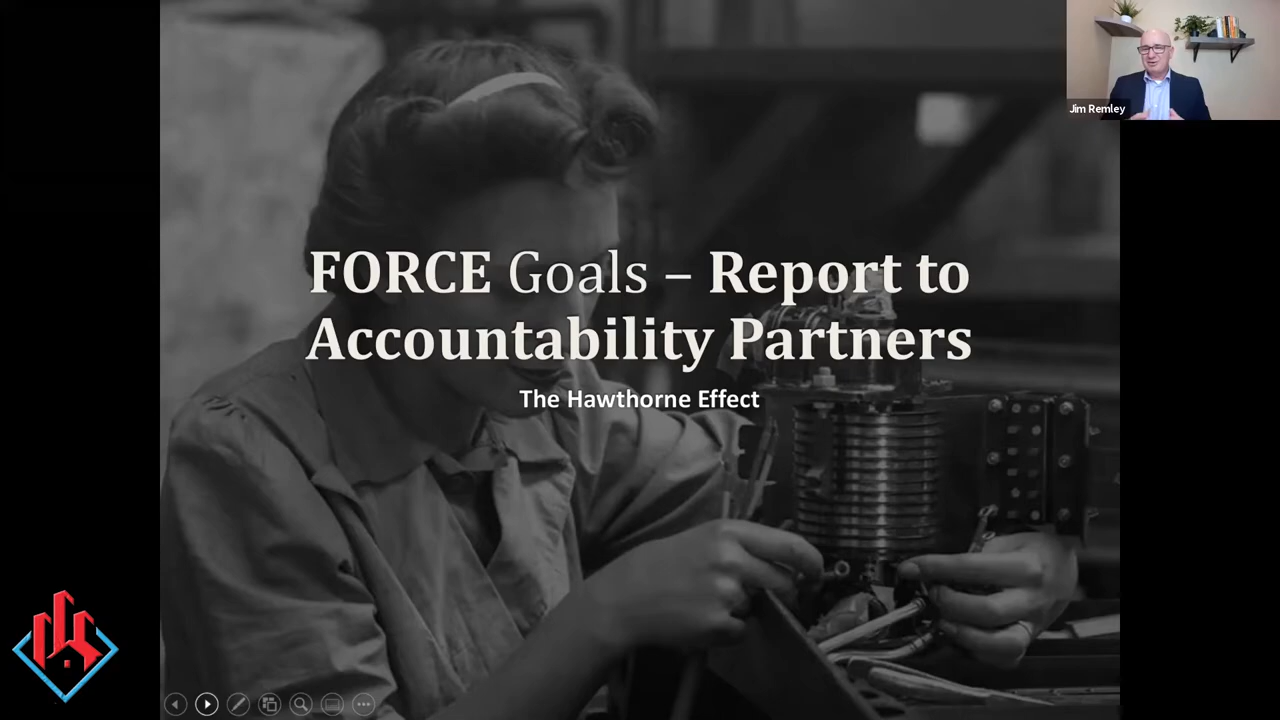 Jim Remley
FORCE Goals – Report to
Accountability Partners
The Hawthorne Effect